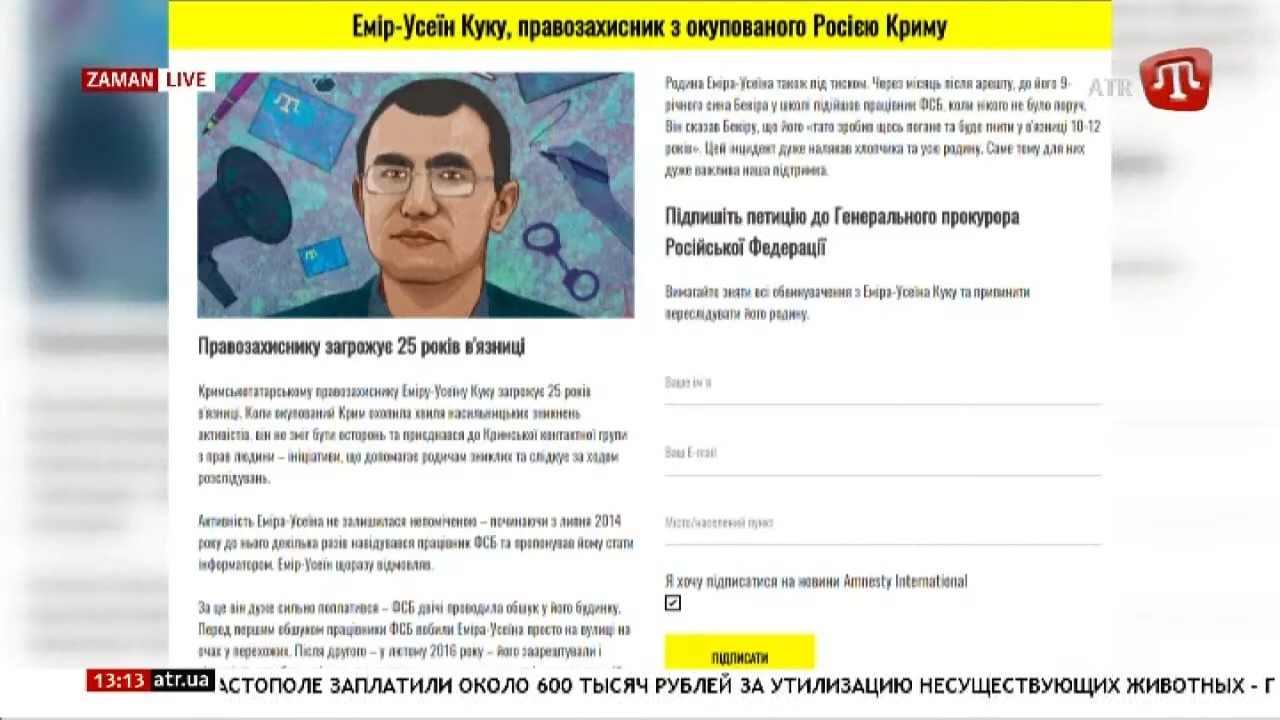 Емір-Усеїн Куку, правозахисник з окупованого Росією Криму
ZAMAN LIVE
ATR
Правозахиснику загрожує 25 років в'язниці
Кримськотатарському правозахиснику Еміру-Усеїну Куку загрожує 25 років
в'язниці. Коли окупований Крим охопила хвиля насильницьких зникнень
активістів, він не зміг бути осторонь та приєднався до Кримської контактної групи
з прав людини – ініціативи, що допомагає родичам зниклих та слідкує за ходом
розслідувань.
Активність Еміра-Усеїна не залишилася непоміченою – починаючи з липня 2014
року до нього декілька разів навідувався працівник ФСБ та пропонував йому стати
інформатором. Емір-Усеїн щоразу відмовляв.
За це він дуже сильно поплатився – ФСБ двічі проводила обшук у його будинку.
Перед першим обшуком працівники ФСБ побили Еміра-Усеїна просто на вулиці на
очах у перехожих. Після другого – у лютому 2016 року – його заарештували і
Родина Еміра-Усеїна також під тиском. Через місяць після арешту, до його 9-
річного сина Бекіра у школі підійшов працівник ФСБ, коли нікого не було поруч.
Він сказав Бекіру, що його «тато зробив щось погане та буде гнити у в'язниці 10-12
років». Цей інцидент дуже налякав хлопчика та усю родину. Саме тому для них
дуже важлива наша підтримка.
Підпишіть петицію до Генерального прокурора
Російської Федерації
Вимагайте зняти всі обвинувачення з Еміра-Усеїна Куку та припинити
переслідувати його родину.
Ваше ім'я
Ваш E-mail
Місто/населений пункт
Я хочу підписатися на новини Amnesty International
ПІДПИСАТИ
13:13 atr.ua
АСТОПОЛЕ ЗАПЛАТИЛИ ОКОЛО 600 ТЫСЯЧ РУБЛЕЙ ЗА УТИЛИЗАЦИЮ НЕСУЩЕСТВУЮЩИХ ЖИВОТНЫХ - Г